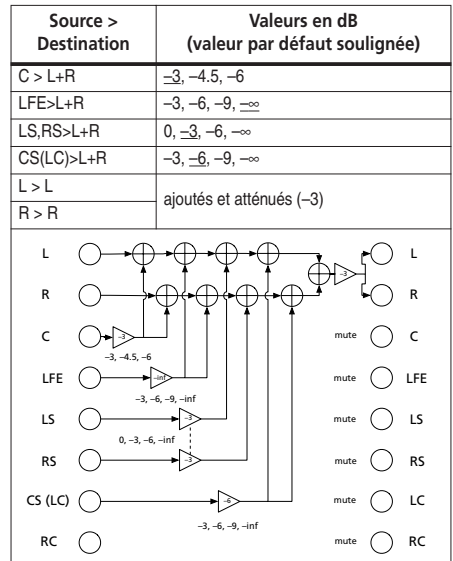 Source >
Destination
Valeurs en dB
(valeur par défaut soulignée)
C > L+R
–3, –4.5, –6
LFE>L+R
–3, –6, –9, –∞
LS,RS>L+R
0, –3, –6, –∞
CS(LC)>L+R
–3, –6, –9, –∞
L > L
R > R
ajoutés et atténués (–3)
L
–3
L
R
R
C
–3
mute
C
–3, –4.5, –6
LFE
–inf
mute
LFE
–3, –6, –9, –inf
LS
–3
mute
LS
0, –3, –6, –inf
RS
–3
mute
RS
CS (LC)
–6
mute
LC
–3, –6, –9, –inf
RC
mute
RC